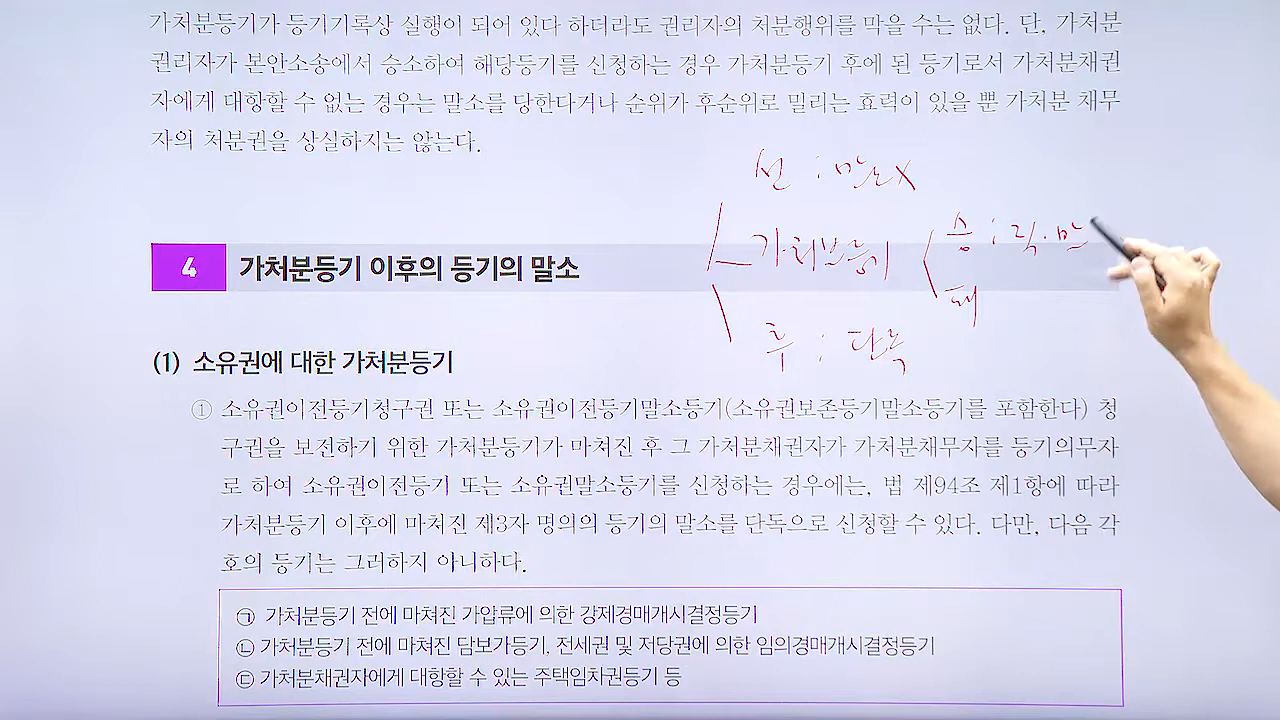 가처분등기가 등기기록상 실행이 되어 있다 하더라도 권리자의 처분행위를 막을 수는 없다. 단, 가처분
권리자가 본안소송에서 승소하여 해당등기를 신청하는 경우 가처분등기 후에 된 등기로서 가처분채권
자에게 대항할 수 없는 경우는 말소를 당한다거나 순위가 후순위로 밀리는 효력이 있을 뿐 가처분 채무
자의 처분권을 상실하지는 않는다.
선 : 말소X
가처분등기
승 : 직·말
패
후 : 단독
4 가처분등기 이후의 등기의 말소
(1) 소유권에 대한 가처분등기
① 소유권이전등기청구권 또는 소유권이전등기말소등기(소유권보존등기말소등기를 포함한다) 청
구권을 보전하기 위한 가처분등기가 마쳐진 후 그 가처분채권자가 가처분채무자를 등기의무자
로 하여 소유권이전등기 또는 소유권말소등기를 신청하는 경우에는, 법 제94조 제1항에 따라
가처분등기 이후에 마쳐진 제3자 명의의 등기의 말소를 단독으로 신청할 수 있다. 다만, 다음 각
호의 등기는 그러하지 아니하다.
㉠ 가처분등기 전에 마쳐진 가압류에 의한 강제경매개시결정등기
㉡ 가처분등기 전에 마쳐진 담보가등기, 전세권 및 저당권에 의한 임의경매개시결정등기
㉢ 가처분채권자에게 대항할 수 있는 주택임차권등기 등